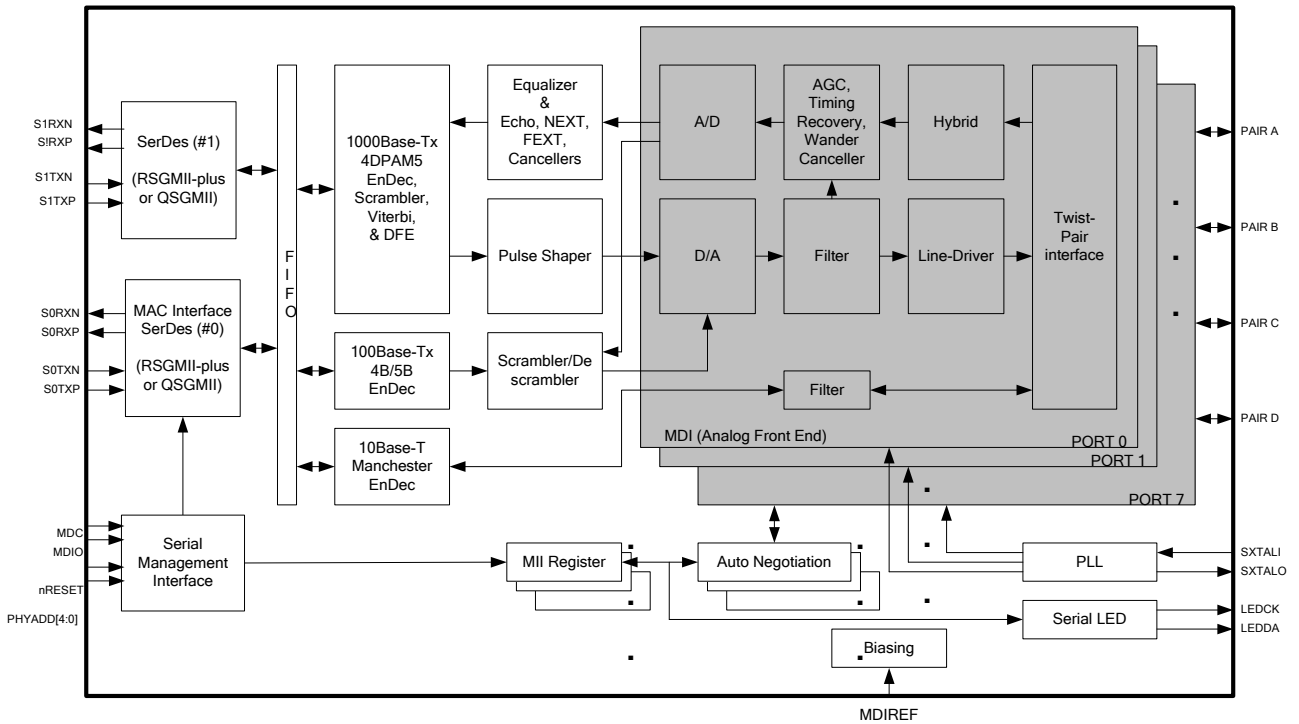 S1RXN
S!RXP
S1TXN
S1TXP
SerDes (#1)
(RSGMII-plus
or QSGMII)
S0RXN
S0RXP
S0TXN
S0TXP
MAC Interface
SerDes (#0)
(RSGMII-plus
or QSGMII)
MDC
MDIO
nRESET
PHYADD[4:0]
Serial
Management
Interface
F
I
F
O
1000Base-Tx
4DPAM5
EnDec,
Scrambler,
Viterbi,
& DFE
100Base-Tx
4B/5B
EnDec
10Base-T
Manchester
EnDec
Equalizer
&
Echo, NEXT,
FEXT,
Cancellers
Pulse Shaper
Scrambler/De
scrambler
A/D
AGC,
Timing
Recovery,
Wander
Canceller
Hybrid
D/A
Filter
Line-Driver
Twist-
Pair
interface
Filter
MDI (Analog Front End)
PORT 0
PORT 1
PORT 7
PAIR A
PAIR B
PAIR C
PAIR D
MII Register
Auto Negotiation
PLL
Serial LED
Biasing
SXTALI
SXTALO
LEDCK
LEDDA
MDIREF